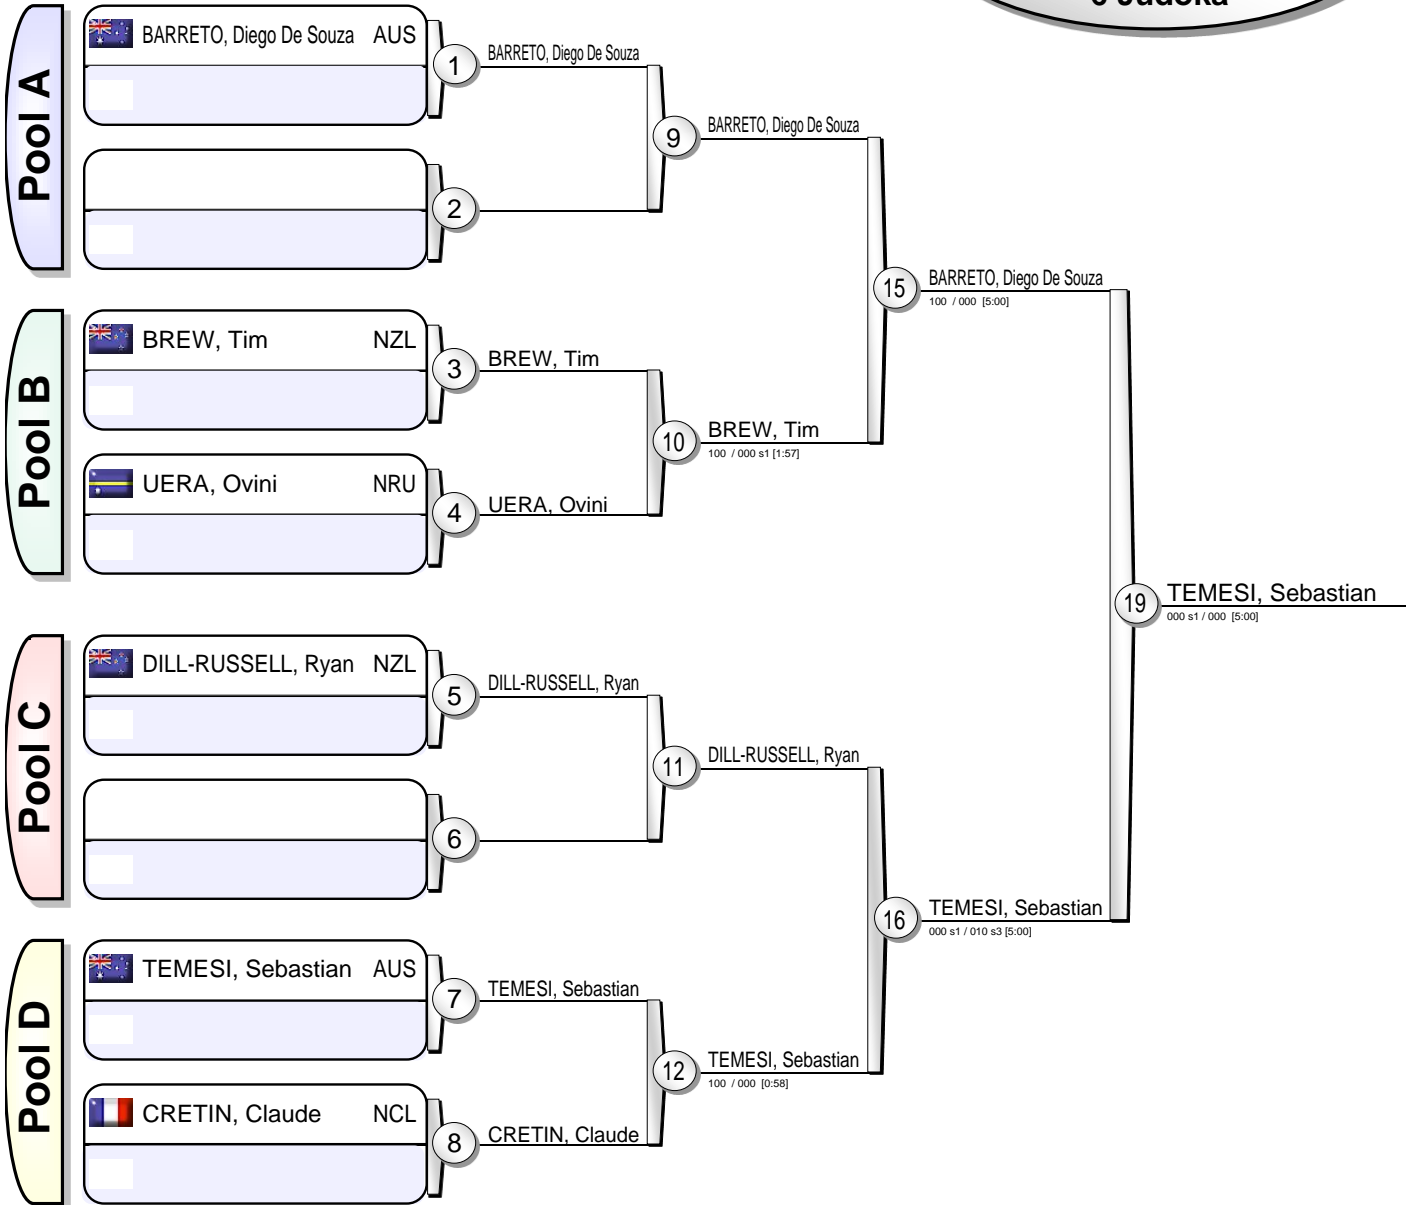 Judoka
Pool A
BARRETO, Diego De Souza AUS
1
BARRETO, Diego De Souza
2
9
BARRETO, Diego De Souza
Pool B
BREW, Tim NZL
3
BREW, Tim
UERA, Ovini NRU
4
UERA, Ovini
10
BREW, Tim
100 / 000 s1 [1:57]
15
BARRETO, Diego De Souza
100 / 000 [5:00]
Pool C
DILL-RUSSELL, Ryan NZL
5
DILL-RUSSELL, Ryan
6
11
DILL-RUSSELL, Ryan
Pool D
TEMESI, Sebastian AUS
7
TEMESI, Sebastian
CRETIN, Claude NCL
8
CRETIN, Claude
12
TEMESI, Sebastian
100 / 000 [0:58]
16
TEMESI, Sebastian
000 s1 / 010 s3 [5:00]
19
TEMESI, Sebastian
000 s1 / 000 [5:00]